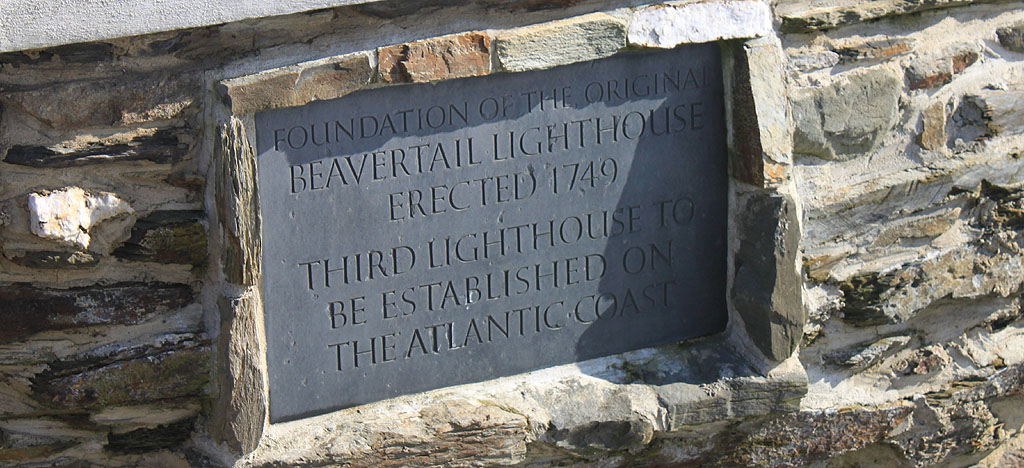 FOUNDATION OF THE ORIGINAL
BEAVERTAIL LIGHTHOUSE
ERECTED 1749
THIRD LIGHTHOUSE TO
BE ESTABLISHED ON
THE ATLANTIC COAST